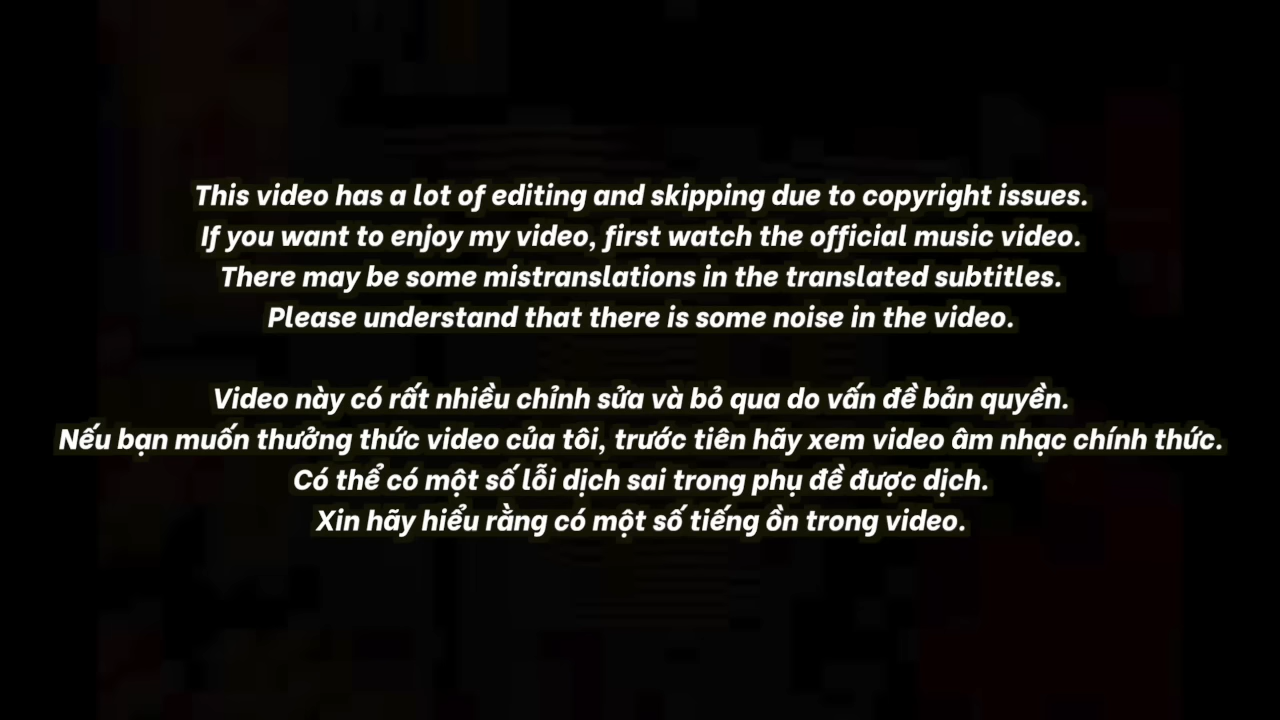 This video has a lot of editing and skipping due to copyright issues.
If you want to enjoy my video, first watch the official music video.
There may be some mistranslations in the translated subtitles.
Please understand that there is some noise in the video.
Video này có rất nhiều chỉnh sửa và bỏ qua do vấn đề bản quyền.
Nếu bạn muốn thưởng thức video của tôi, trước tiên hãy xem video âm nhạc chính thức.
Có thể có một số lỗi dịch sai trong phụ đề được dịch.
Xin hãy hiểu rằng có một số tiếng ồn trong video.